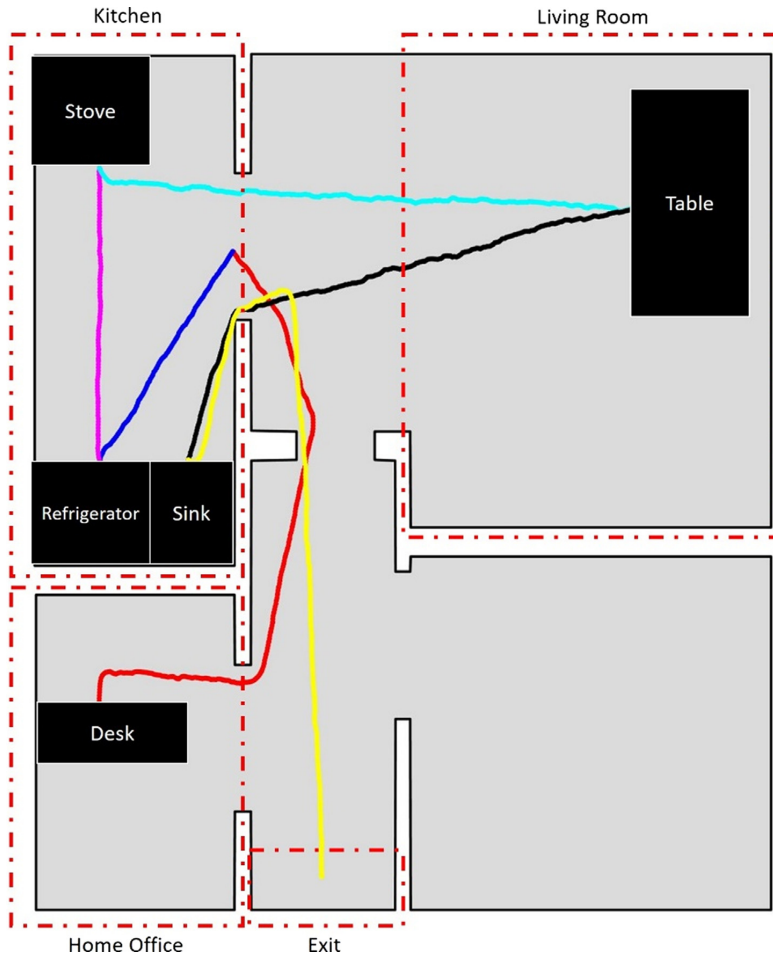 Kitchen
Living Room
Stove
Table
Refrigerator
Sink
Desk
Home Office
Exit